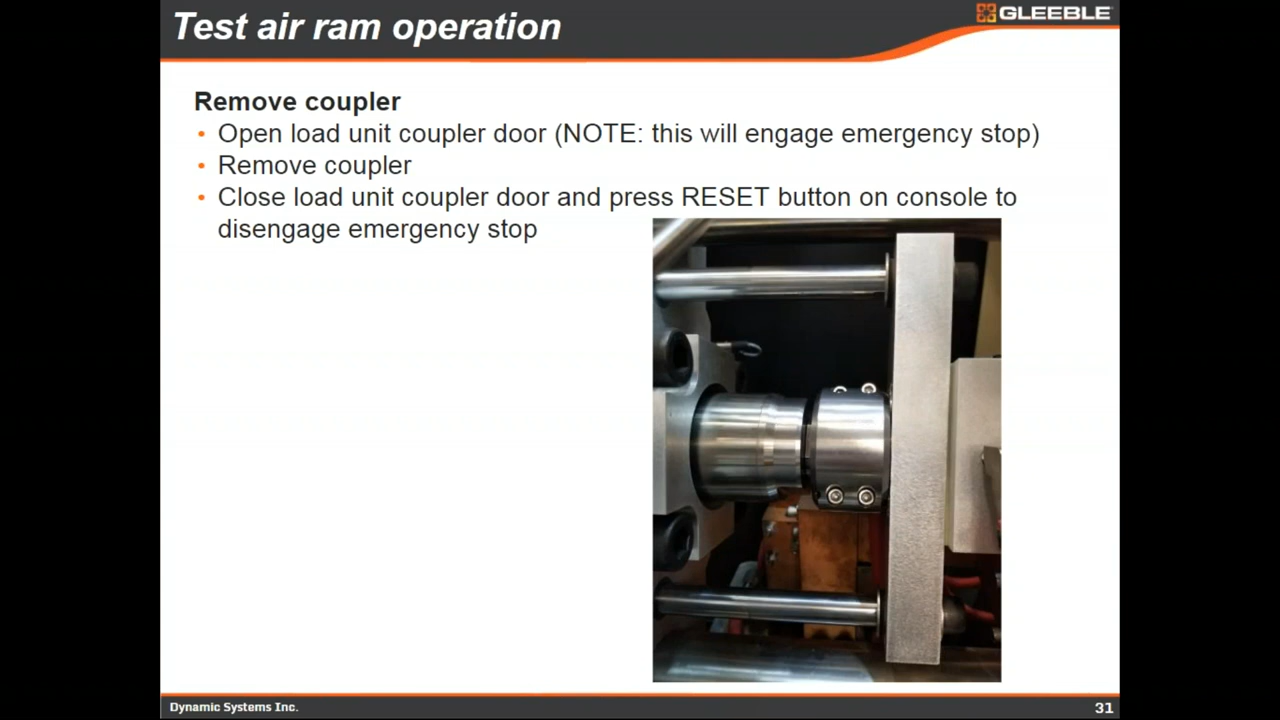 Test air ram operation
GLEEBLE
Remove coupler
• Open load unit coupler door (NOTE: this will engage emergency stop)
• Remove coupler
• Close load unit coupler door and press RESET button on console to
disengage emergency stop
Dynamic Systems Inc.
31